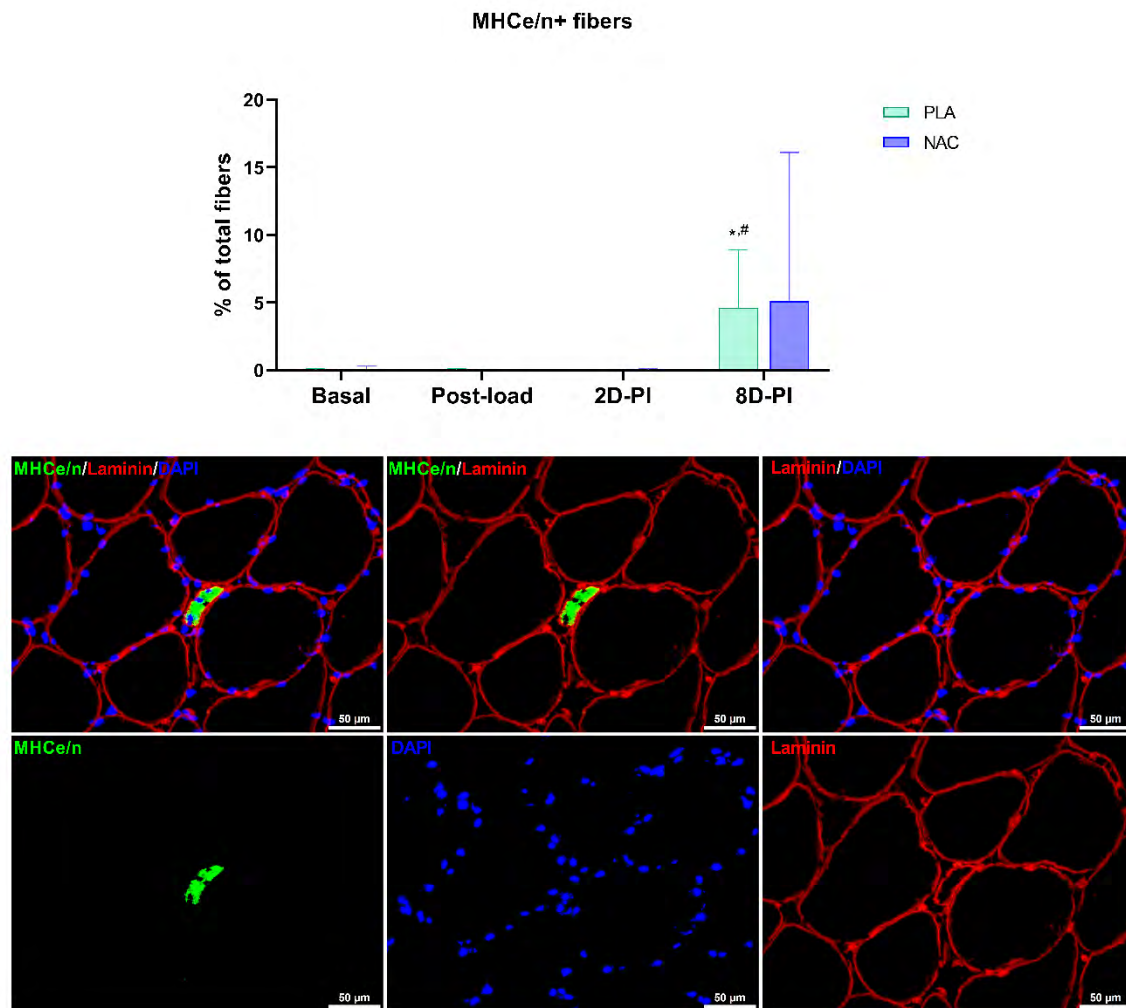 MHCe/n+ fibers
% of total fibers
20
15
10
5
0
*,#
PLA
NAC
Basal
Post-load
2D-PI
8D-PI
MHCe/n/Laminin/DAPI
50 µm
MHCe/n/Laminin
50 µm
Laminin/DAPI
50 µm
MHCe/n
50 µm
DAPI
50 µm
Laminin
50 µm